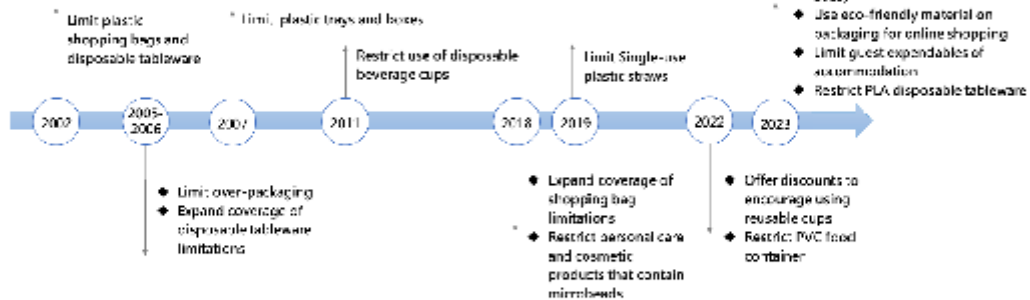 Limit plastic
shopping bags and
disposable tableware
Limi, plastic trays and boxes
Restrict use of disposable
beverage cups
Limit Single-use
plastic straws
◆ Use eco-friendly material on
packaging for online shopping
◆ Limit guest expendables of
accommodation
◆ Restrict PLA disposable tableware
2002
2005-
2006
2007
2011
2018
2019
2022
2023
◆ Limit over-packaging
◆ Expand coverage of
disposable tableware
limitations
◆ Expand coverage of
shopping bag
limitations
◆ Restrict personal care
and cosmetic
products that contain
microbeads
◆ Offer discounts to
encourage using
reusable cups
◆ Restrict PVC food
container